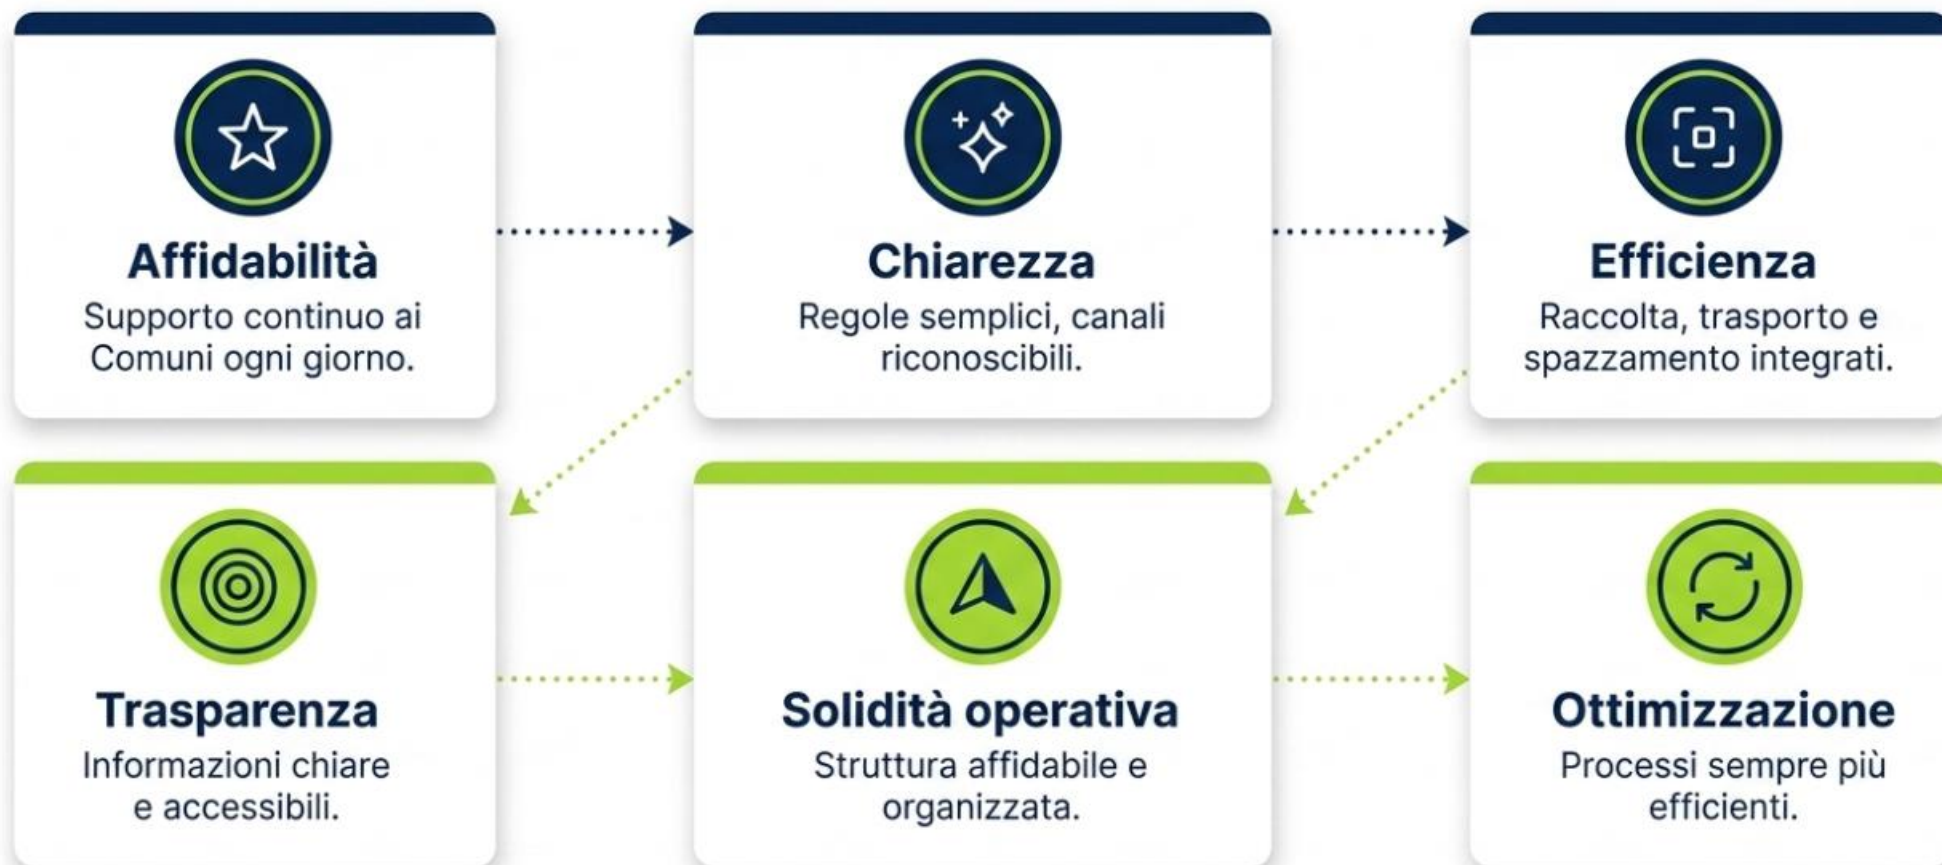 Affidabilità
Supporto continuo ai
Comuni ogni giorno.
Chiarezza
Regole semplici, canali
riconoscibili.
Efficienza
Raccolta, trasporto e
spazzamento integrati.
Trasparenza
Informazioni chiare
e accessibili.
Solidità operativa
Struttura affidabile e
organizzata.
Ottimizzazione
Processi sempre più
efficienti.